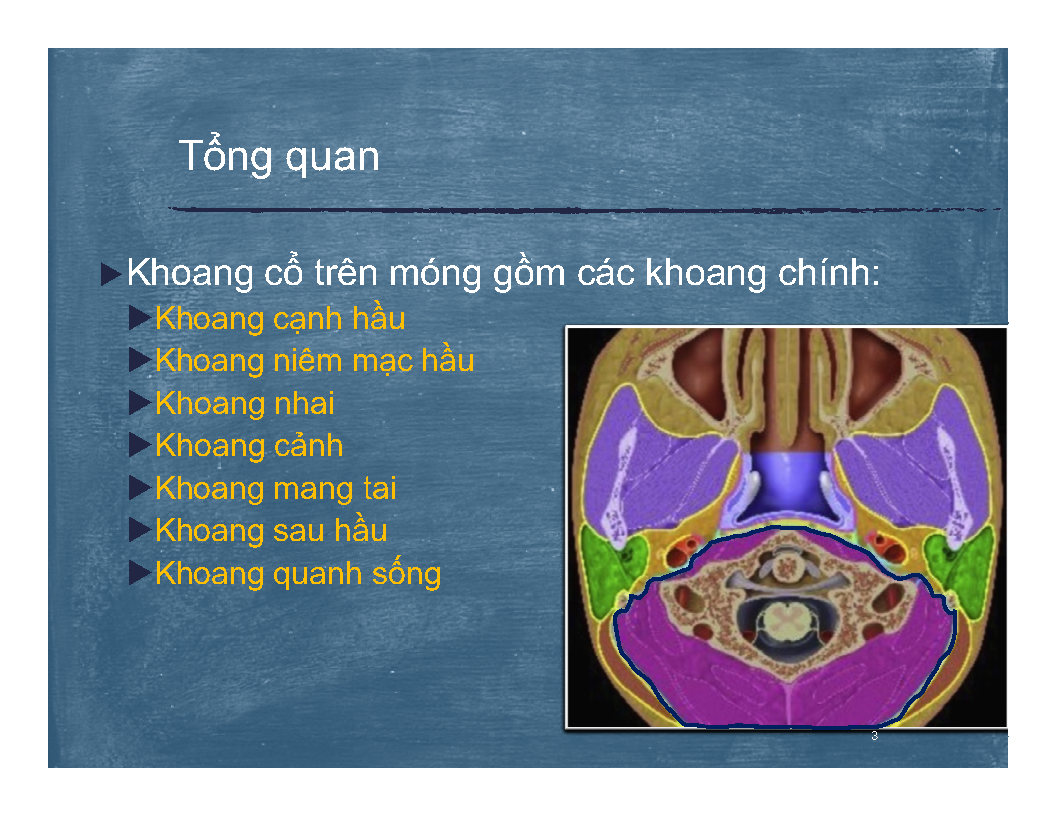 Tổng quan
Khoang cổ trên móng gồm các khoang chính:
Khoang cạnh hầu
Khoang niêm mạc hầu
Khoang nhai
Khoang cảnh
Khoang mang tai
Khoang sau hầu
Khoang quanh sống
3